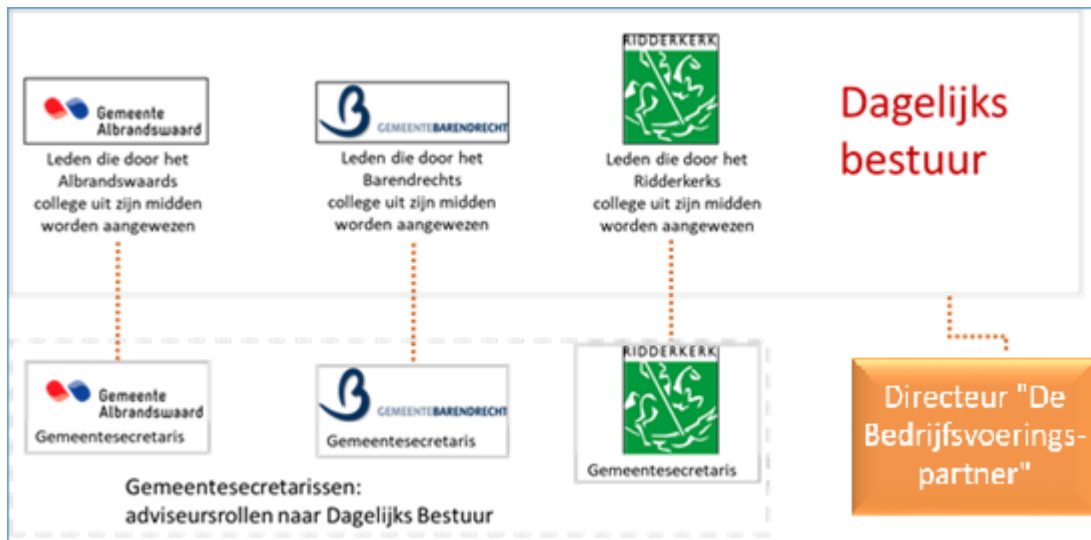 Gemeente
Albrandswaard
Leden die door het
Albrandswaards
college uit zijn midden
worden aangewezen
GEMEENTEBARENDRECHT
Leden die door het
Barendrechts
college uit zijn midden
worden aangewezen
RIDDERKERK
Leden die door het
Ridderkerks
college uit zijn midden
worden aangewezen
Dagelijks
bestuur
Gemeente
Albrandswaard
Gemeentesecretaris
GEMEENTEBARENDRECHT
Gemeentesecretaris
RIDDERKERK
Gemeentesecretaris
Gemeentesecretarissen:
adviseursrollen naar Dagelijks Bestuur
Directeur "De
Bedrijfsvoerings-
partner"